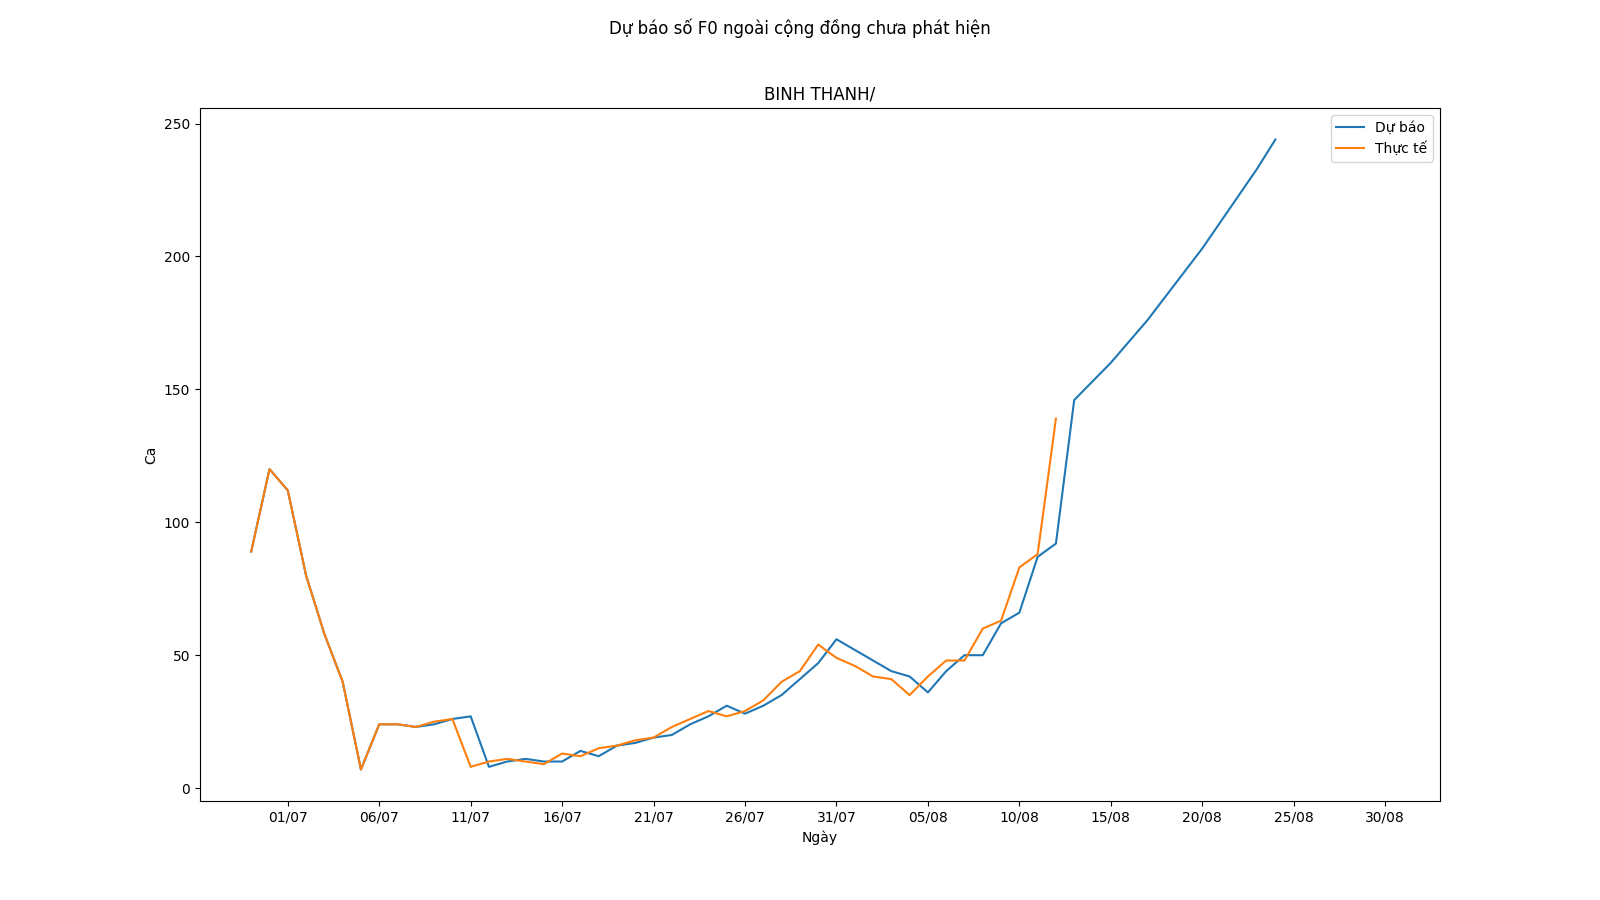 Dự báo số F0 ngoài cộng đồng chưa phát hiện
BINH THANH/
Dự báo
Thực tế
250
200
150
100
50
0
Ca
01/07 06/07 11/07 16/07 21/07 26/07 31/07 05/08 10/08 15/08 20/08 25/08 30/08
Ngày